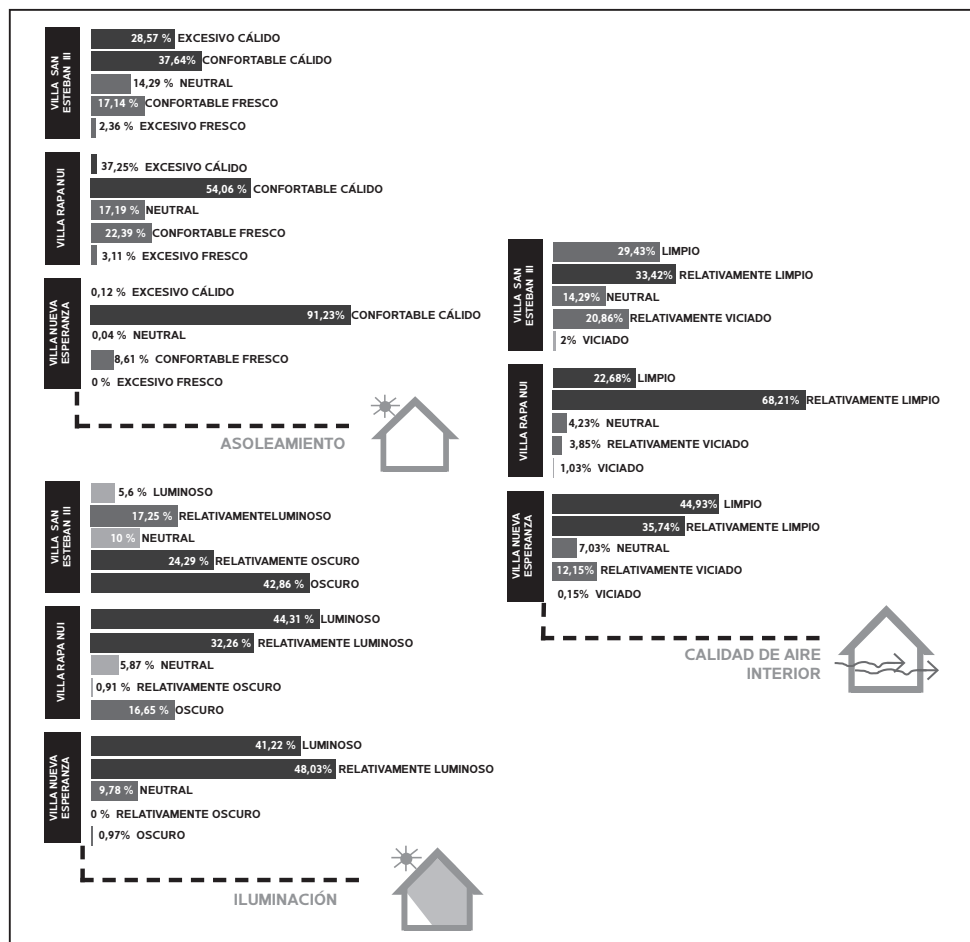 VILLA SAN
ESTEBAN III
28,57 % EXCESIVO CÁLIDO
37,64% CONFORTABLE CÁLIDO
14,29 % NEUTRAL
17,14 % CONFORTABLE FRESCO
2,36 % EXCESIVO FRESCO
VILLA RAPA NUI
37,25% EXCESIVO CÁLIDO
54,06 % CONFORTABLE CÁLIDO
17,19 % NEUTRAL
22,39 % CONFORTABLE FRESCO
3,11 % EXCESIVO FRESCO
VILLA NUEVA
ESPERANZA
0,12 % EXCESIVO CÁLIDO
91,23% CONFORTABLE CÁLIDO
0,04 % NEUTRAL
8,61 % CONFORTABLE FRESCO
0 % EXCESIVO FRESCO
ASOLEAMIENTO
VILLA SAN
ESTEBAN III
5,6 % LUMINOSO
17,25 % RELATIVAMENTELUMINOSO
10 % NEUTRAL
24,29 % RELATIVAMENTE OSCURO
42,86 % OSCURO
VILLA RAPA NUI
44,31 % LUMINOSO
32,26 % RELATIVAMENTE LUMINOSO
5,87 % NEUTRAL
0,91 % RELATIVAMENTE OSCURO
16,65 % OSCURO
VILLA NUEVA
ESPERANZA
41,22 % LUMINOSO
48,03% RELATIVAMENTE LUMINOSO
9,78 % NEUTRAL
0 % RELATIVAMENTE OSCURO
0,97% OSCURO
ILUMINACIÓN
VILLA SAN
ESTEBAN III
29,43% LIMPIO
33,42% RELATIVAMENTE LIMPIO
14,29% NEUTRAL
20,86% RELATIVAMENTE VICIADO
2% VICIADO
VILLA RAPA NUI
22,68% LIMPIO
68,21% RELATIVAMENTE LIMPIO
4,23% NEUTRAL
3,85% RELATIVAMENTE VICIADO
1,03% VICIADO
VILLA NUEVA
ESPERANZA
44,93% LIMPIO
35,74% RELATIVAMENTE LIMPIO
7,03% NEUTRAL
12,15% RELATIVAMENTE VICIADO
0,15% VICIADO
CALIDAD DE AIRE
INTERIOR